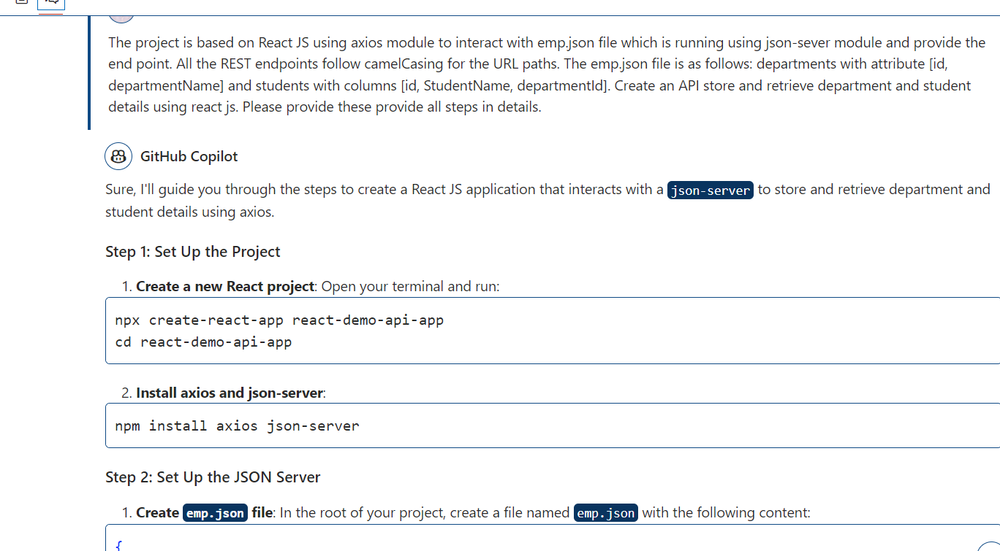 The project is based on React JS using axios module to interact with emp.json file which is running using json-sever module and provide the
end point. All the REST endpoints follow camelCasing for the URL paths. The emp.json file is as follows: departments with attribute [id,
departmentName] and students with columns [id, StudentName, departmentId]. Create an API store and retrieve department and student
details using react js. Please provide these provide all steps in details.
GitHub Copilot
Sure, I'll guide you through the steps to create a React JS application that interacts with a json-server to store and retrieve department and
student details using axios.
Step 1: Set Up the Project
1. Create a new React project: Open your terminal and run:
npx create-react-app react-demo-api-app
cd react-demo-api-app
2. Install axios and json-server:
npm install axios json-server
Step 2: Set Up the JSON Server
1. Create emp.json file: In the root of your project, create a file named emp.json with the following content:
{